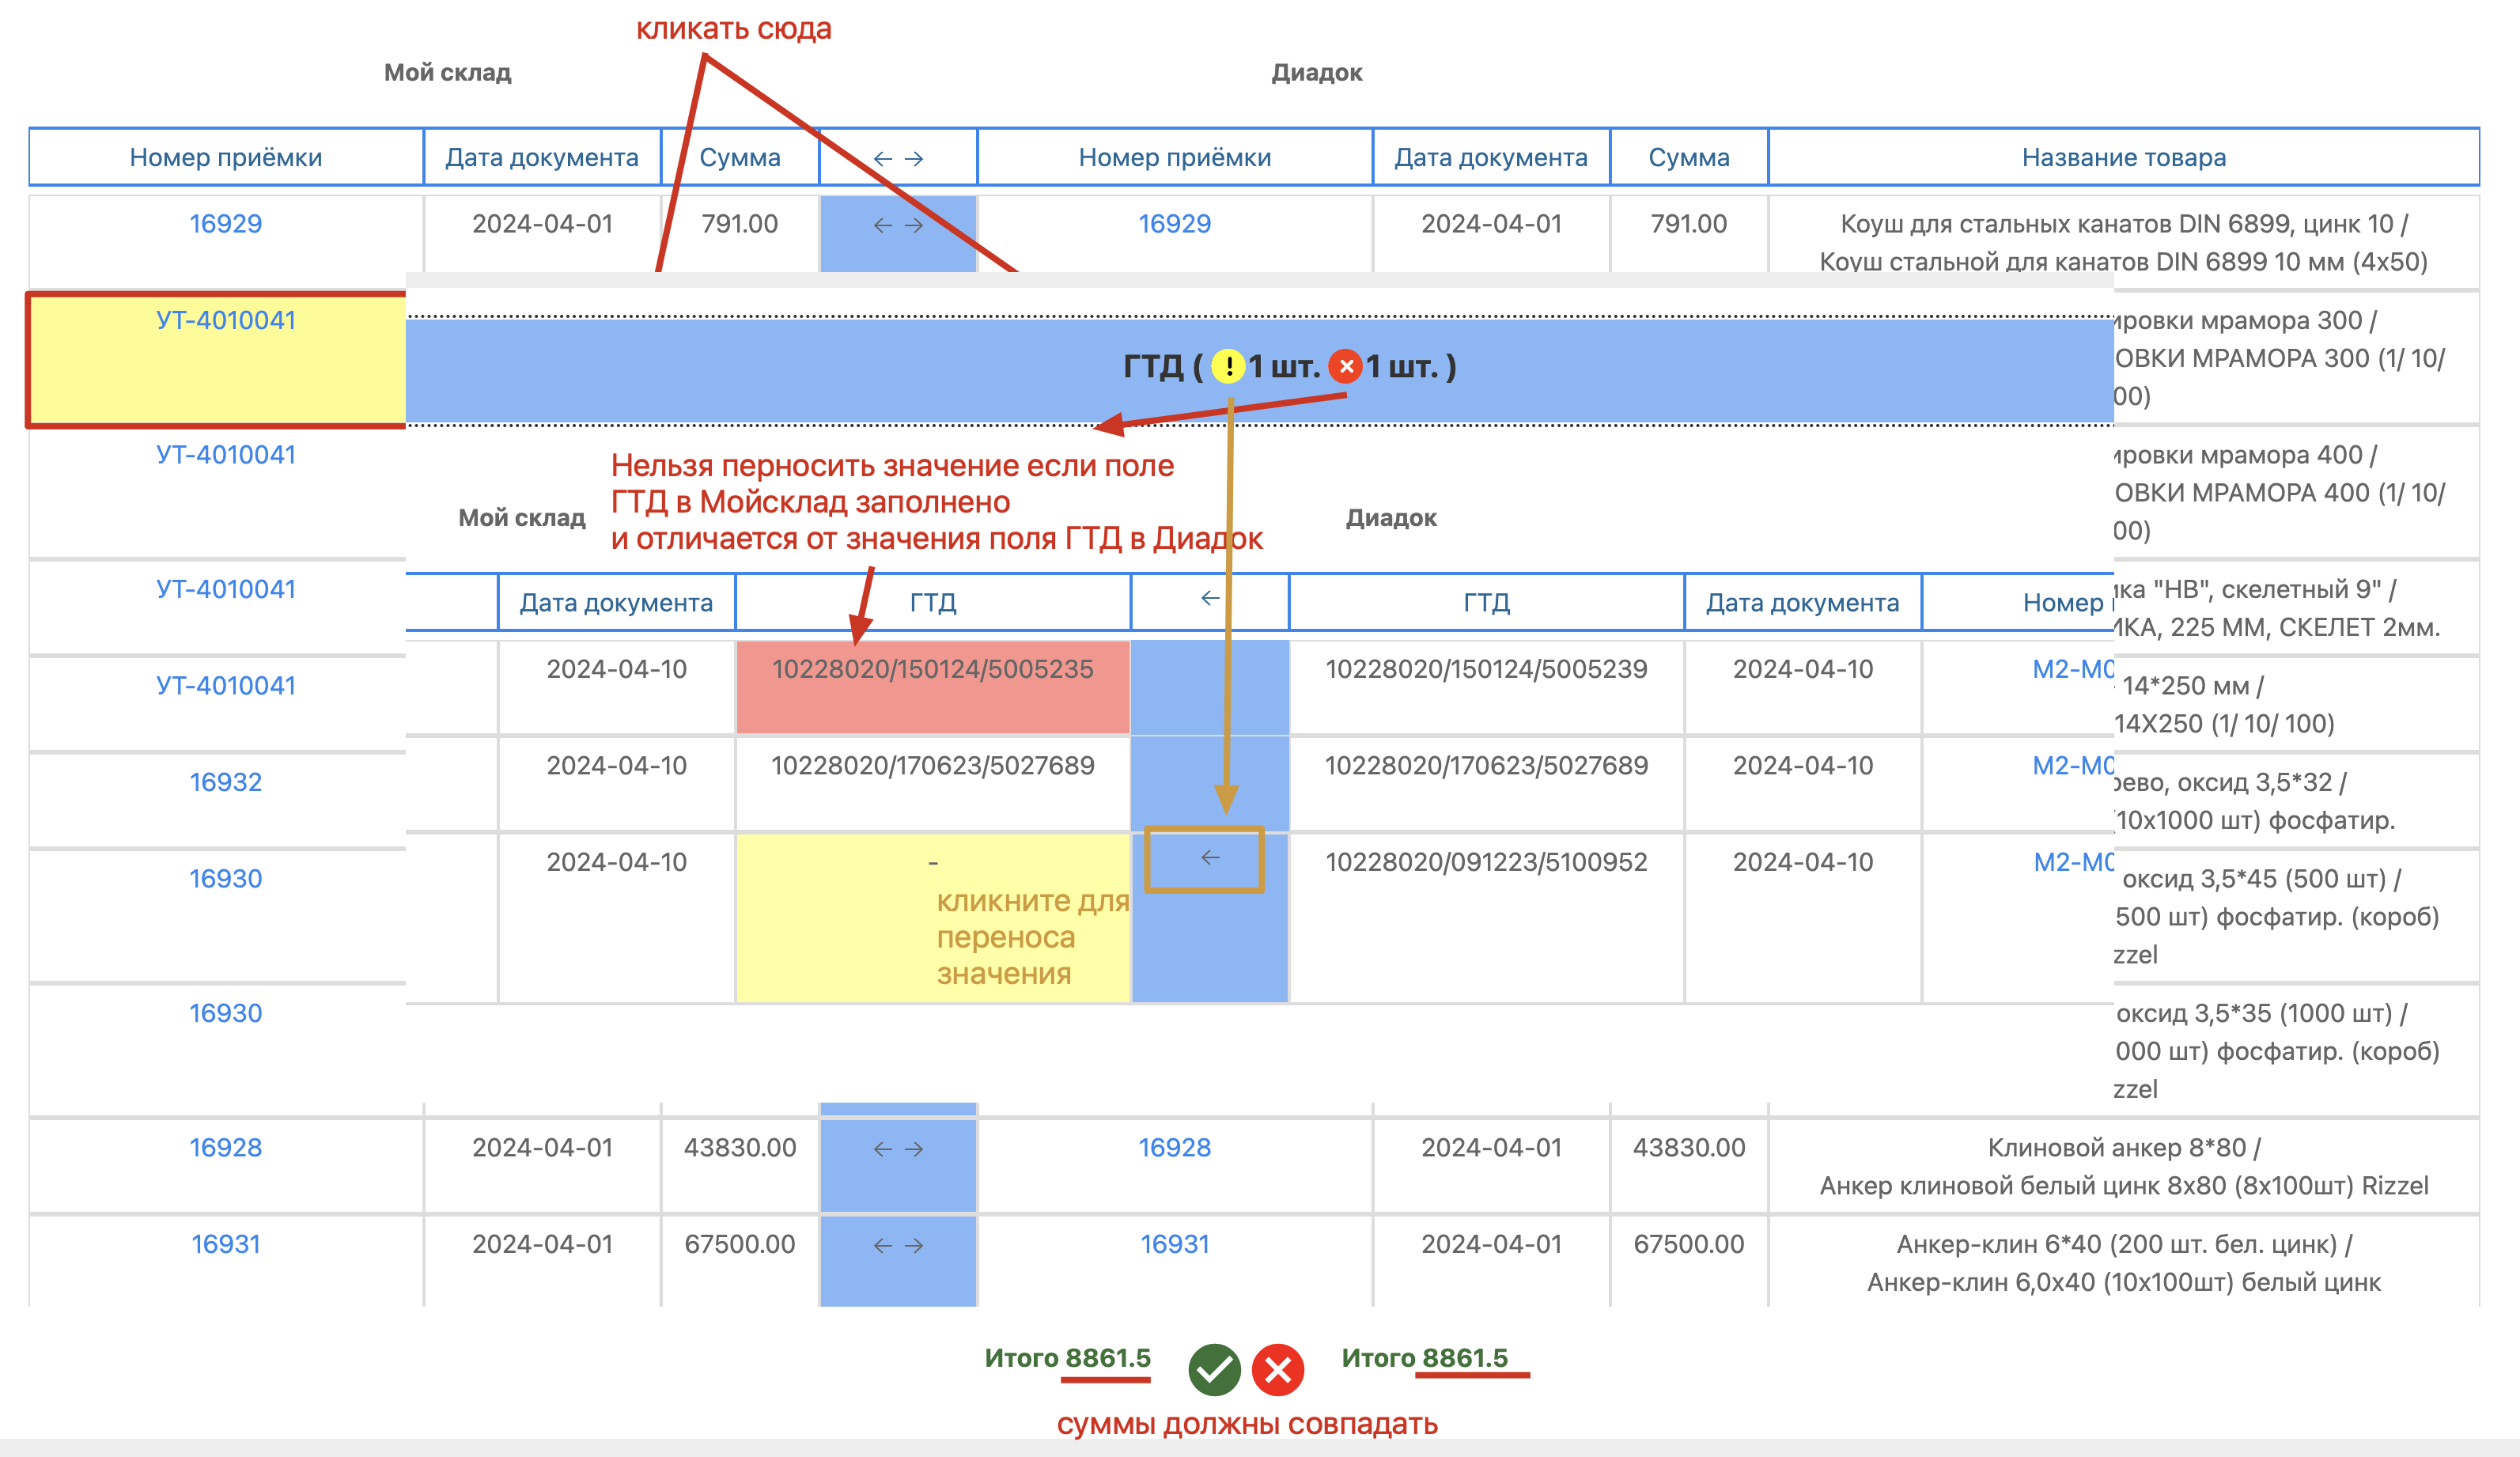 кликать сюда
Мой склад Диадок
Номер приёмки Дата документа Сумма ← → Номер приёмки Дата документа Сумма Название товара
16929 2024-04-01 791.00 ← → 16929 2024-04-01 791.00 Коуш для стальных канатов DIN 6899, цинк 10 /
Коуш стальной для канатов DIN 6899 10 мм (4х50)
УТ-4010041 ировки мрамора 300 /
ГТД ( ! 1 шт. 1 шт. ) ОВКИ МРАМОРА 300 (1/ 10/
00)
УТ-4010041 ировки мрамора 400 /
Нельзя перносить значение если поле
ГТД в Мойсклад заполнено ОВКИ МРАМОРА 400 (1/ 10/
и отличается от значения поля ГТД в Диадок 00)
Мой склад Диадок
УТ-4010041 ика "НВ", скелетный 9" /
Дата документа ГТД ← ГТД Дата документа Номер
ИКА, 225 ММ, СКЕЛЕТ 2мм.
2024-04-10 10228020/150124/5005235 10228020/150124/5005239 2024-04-10 М2-М0
УТ-4010041 14*250 мм /
14Х250 (1/ 10/ 100)
2024-04-10 10228020/170623/5027689 10228020/170623/5027689 2024-04-10 М2-М0
16932 рево, оксид 3,5*32 /
10х1000 шт) фосфатир.
2024-04-10 - ← 10228020/091223/5100952 2024-04-10 М2-М0
16930 оксид 3,5*45 (500 шт) /
кликните для
переноса
значения
500 шт) фосфатир. (короб)
zzel
16930 оксид 3,5*35 (1000 шт) /
000 шт) фосфатир. (короб)
zzel
16928 2024-04-01 43830.00 ← → 16928 2024-04-01 43830.00 Клиновой анкер 8*80 /
Анкер клиновой белый цинк 8х80 (8х100шт) Rizzel
16931 2024-04-01 67500.00 ← → 16931 2024-04-01 67500.00 Анкер-клин 6*40 (200 шт. бел. цинк) /
Анкер-клин 6,0х40 (10х100шт) белый цинк
Итого 8861.5 Итого 8861.5
суммы должны совпадать